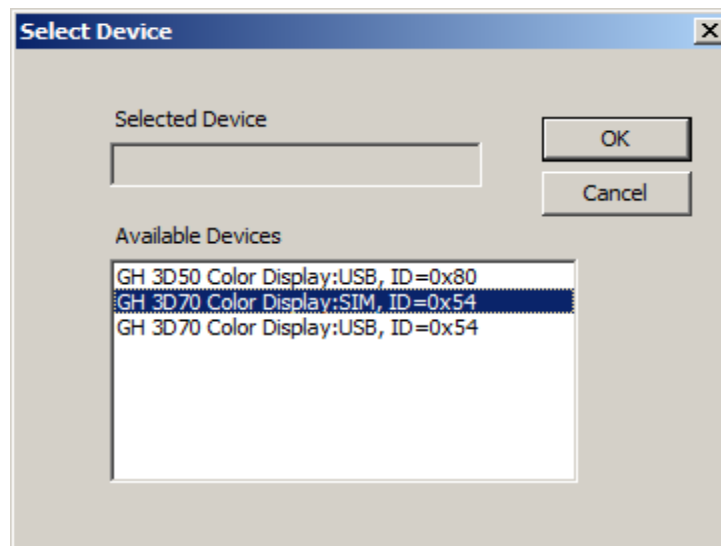 Select Device
Selected Device
OK
Cancel
Available Devices
GH 3D50 Color Display:USB, ID=0x80
GH 3D70 Color Display:SIM, ID=0x54
GH 3D70 Color Display:USB, ID=0x54